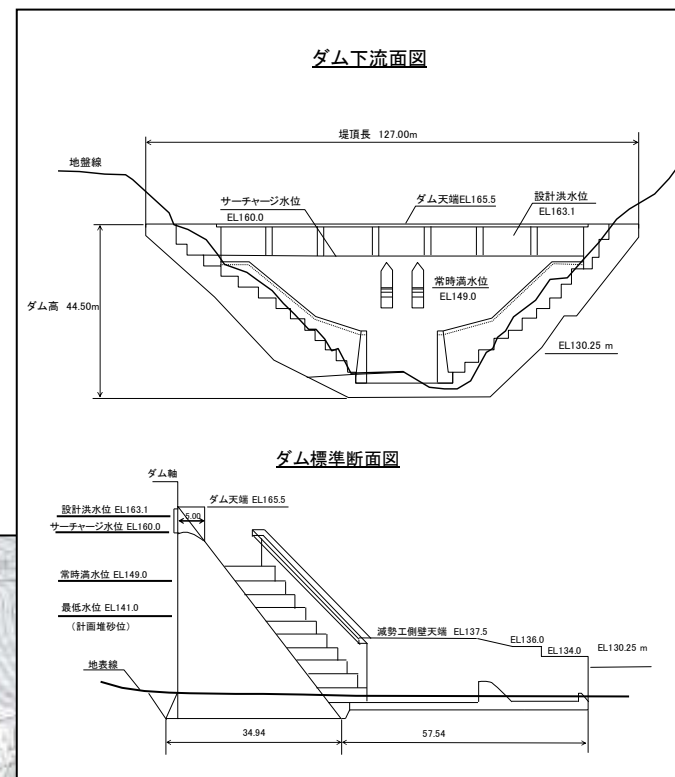 ダム下流面図
堤頂長 127.00m
地盤線
サーチャージ水位
EL160.0
ダム天端EL165.5
設計洪水位
EL163.1
常時満水位
EL149.0
ダム高 44.50m
EL130.25 m
ダム標準断面図
ダム軸
設計洪水位 EL163.1
ダム天端 EL165.5
5.00
サーチャージ水位 EL160.0
常時満水位 EL149.0
最低水位 EL141.0
(計画堆砂位)
減勢工側壁天端 EL137.5
EL136.0
EL134.0
EL130.25 m
地表線
34.94
57.54